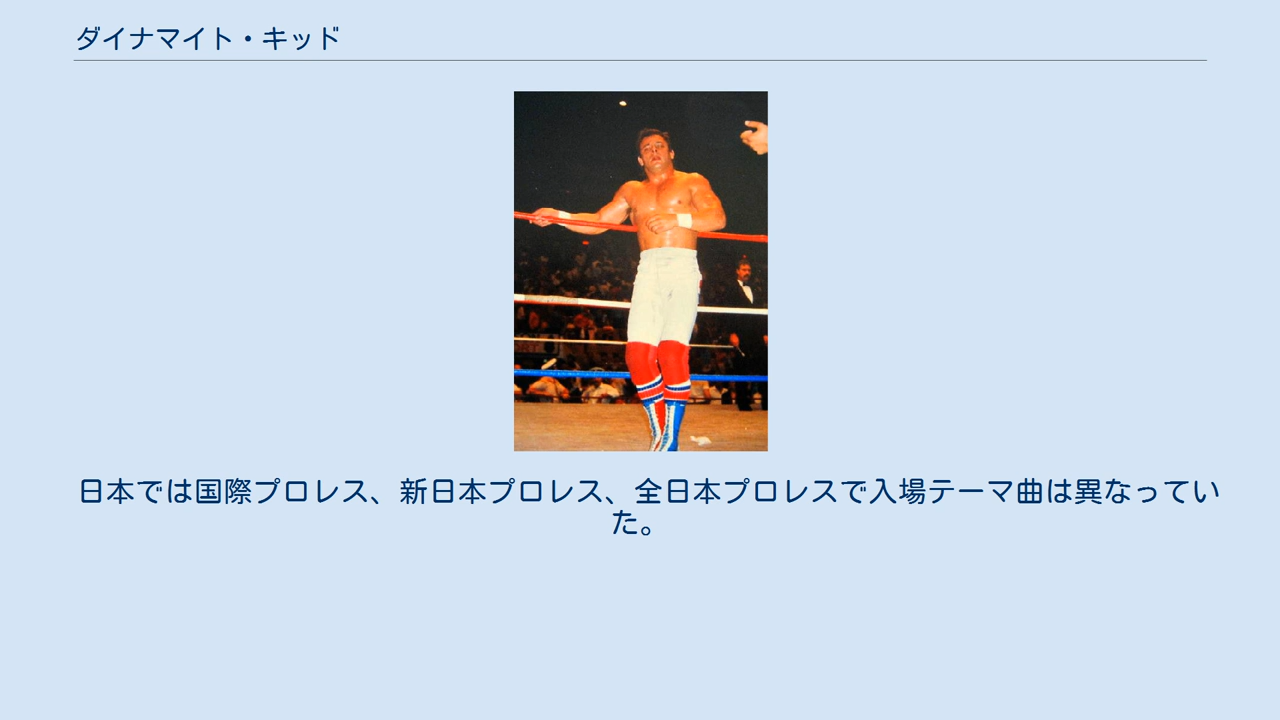 ダイナマイト・キッド
日本では国際プロレス、新日本プロレス、全日本プロレスで入場テーマ曲は異なってい
た。